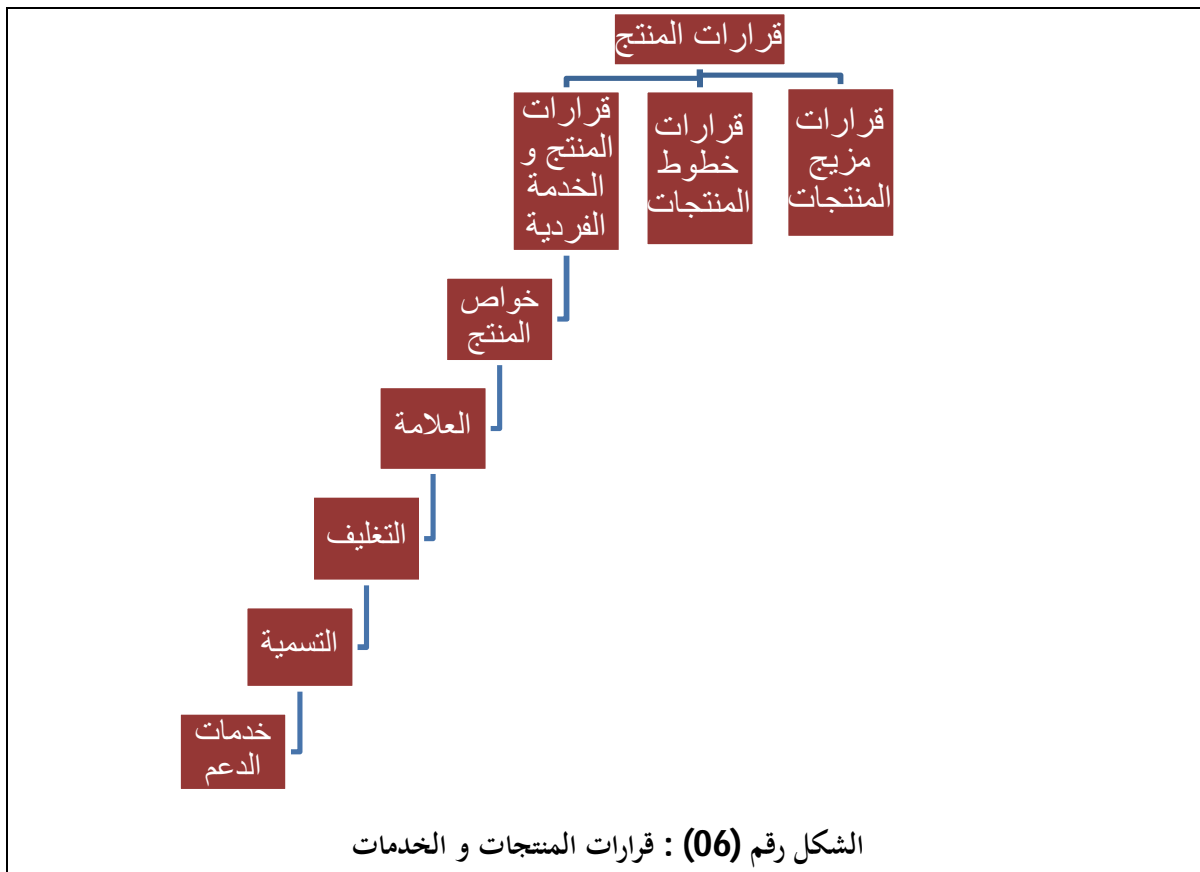 قرارات المنتج
قرارات
مزيج
المنتجات
قرارات
خطوط
المنتجات
قرارات
المنتج و
الخدمة
الفردية
خواص
المنتج
العلامة
التغليف
التسمية
خدمات
الدعم
الشكل رقم (06) : قرارات المنتجات و الخدمات